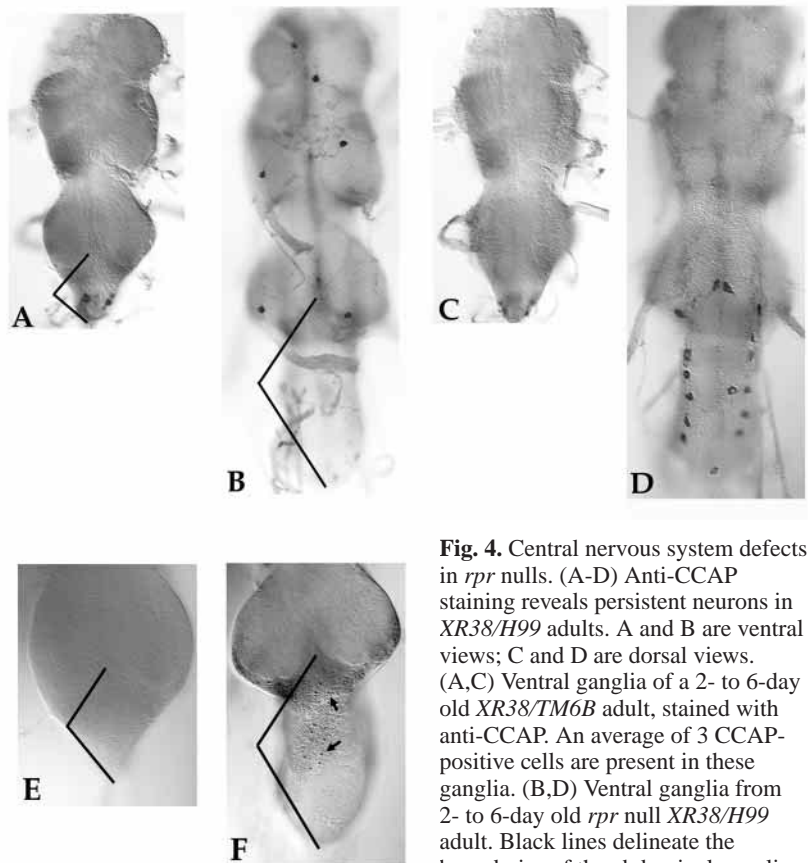 A
C
B
D
E
F
Fig. 4. Central nervous system defects
in rpr nulls. (A-D) Anti-CCAP
staining reveals persistent neurons in
XR38/H99 adults. A and B are ventral
views; C and D are dorsal views.
(A,C) Ventral ganglia of a 2- to 6-day
old XR38/TM6B adult, stained with
anti-CCAP. An average of 3 CCAP-
positive cells are present in these
ganglia. (B,D) Ventral ganglia from
2- to 6-day old rpr null XR38/H99
adult. Black lines delineate the
of the abdominal